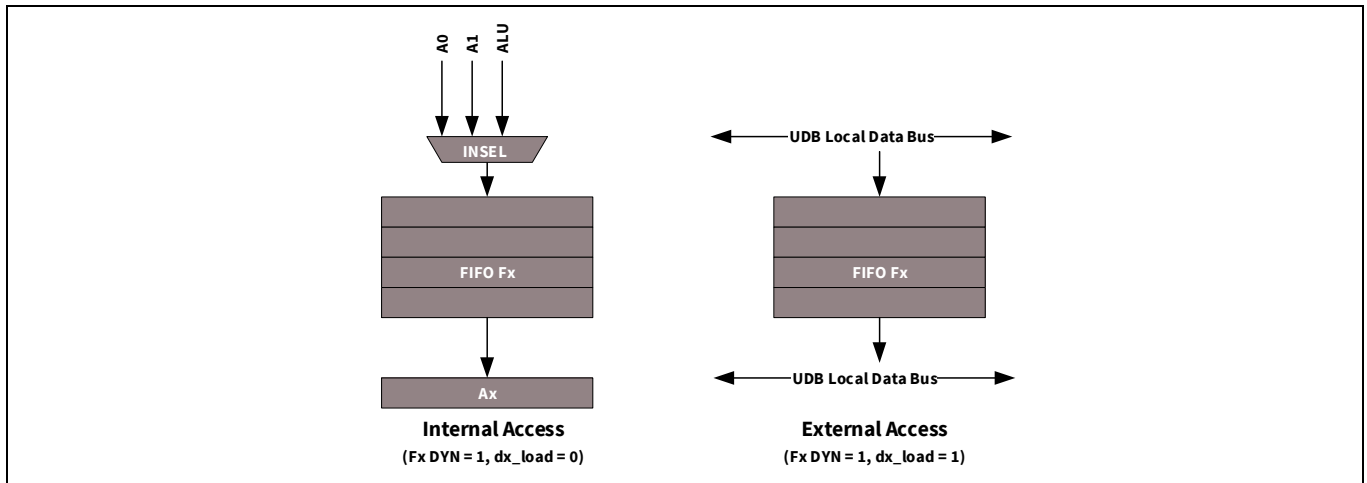 A0
A1
ALU
INSEL
FIFO Fx
Ax
Internal Access
(Fx DYN = 1, dx_load = 0)
UDB Local Data Bus
FIFO Fx
UDB Local Data Bus
External Access
(Fx DYN = 1, dx_load = 1)